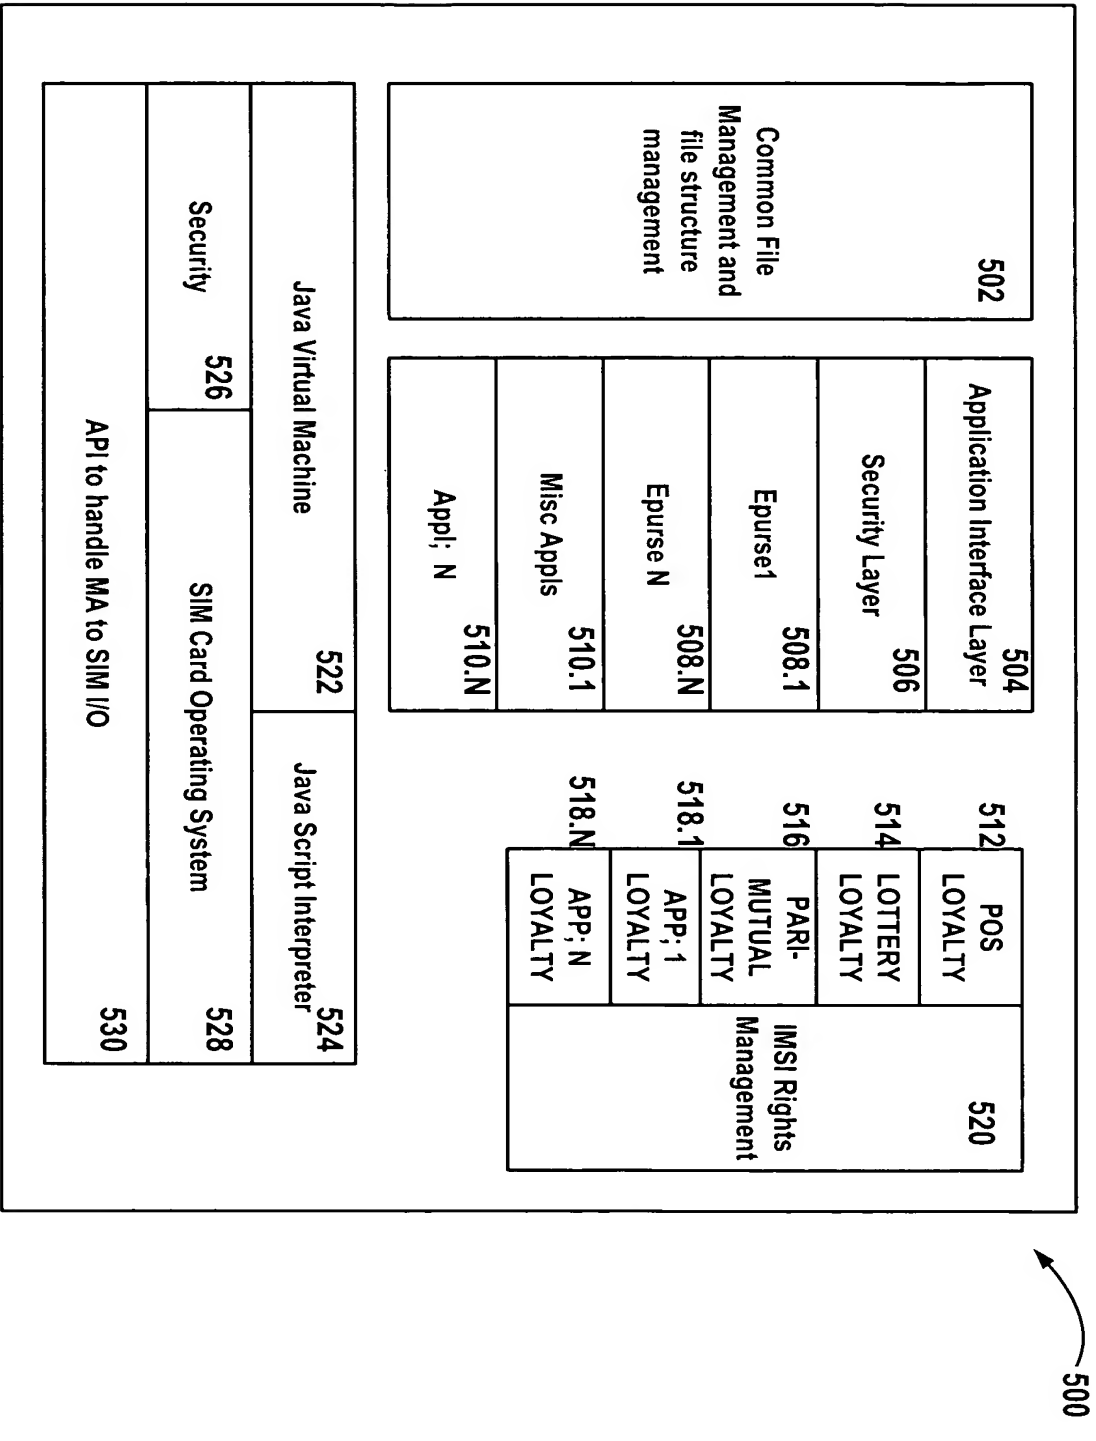 502
Common File
Management and
file structure
management
504
Application Interface Layer
506
Security Layer
508.1
Epurse1
508.N
Epurse N
510.1
Misc Appls
510.N
Appl; N
512
POS
LOYALTY
514
LOTTERY
LOYALTY
516
PARI-
MUTUAL
LOYALTY
518.1
APP; 1
LOYALTY
518.N
APP; N
LOYALTY
520
IMSI Rights
Management
Java Virtual Machine
522
Java Script Interpreter
524
Security
526
SIM Card Operating System
528
API to handle MA to SIM I/O
530
500